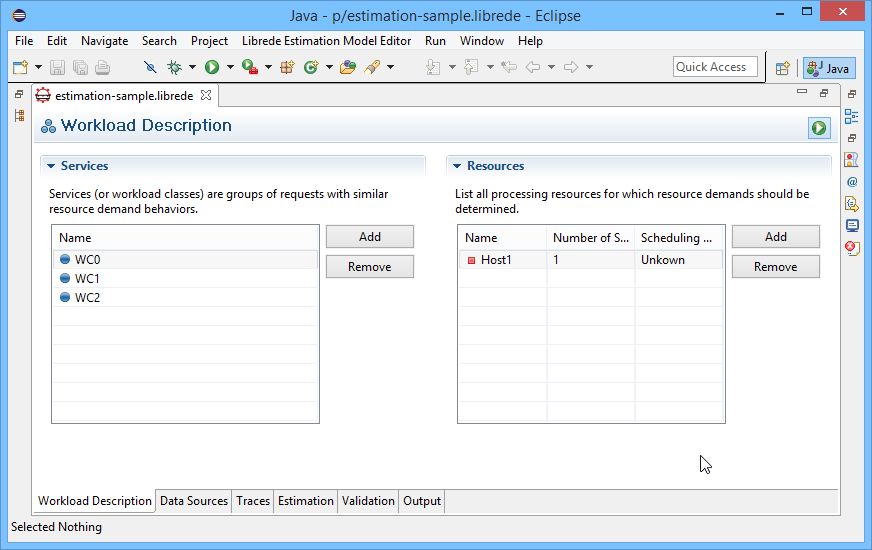 Java - p/estimation-sample.librede - Eclipse
File Edit Navigate Search Project Librede Estimation Model Editor Run Window Help
Quick Access
Java
estimation-sample.librede
Workload Description
Services
Services (or workload classes) are groups of requests with similar
resource demand behaviors.
Name
WC0
WC1
WC2
Add
Remove
Resources
List all processing resources for which resource demands should be
determined.
Name Number of S... Scheduling ...
Host1 1 Unkown
Add
Remove
Workload Description Data Sources Traces Estimation Validation Output
Selected Nothing